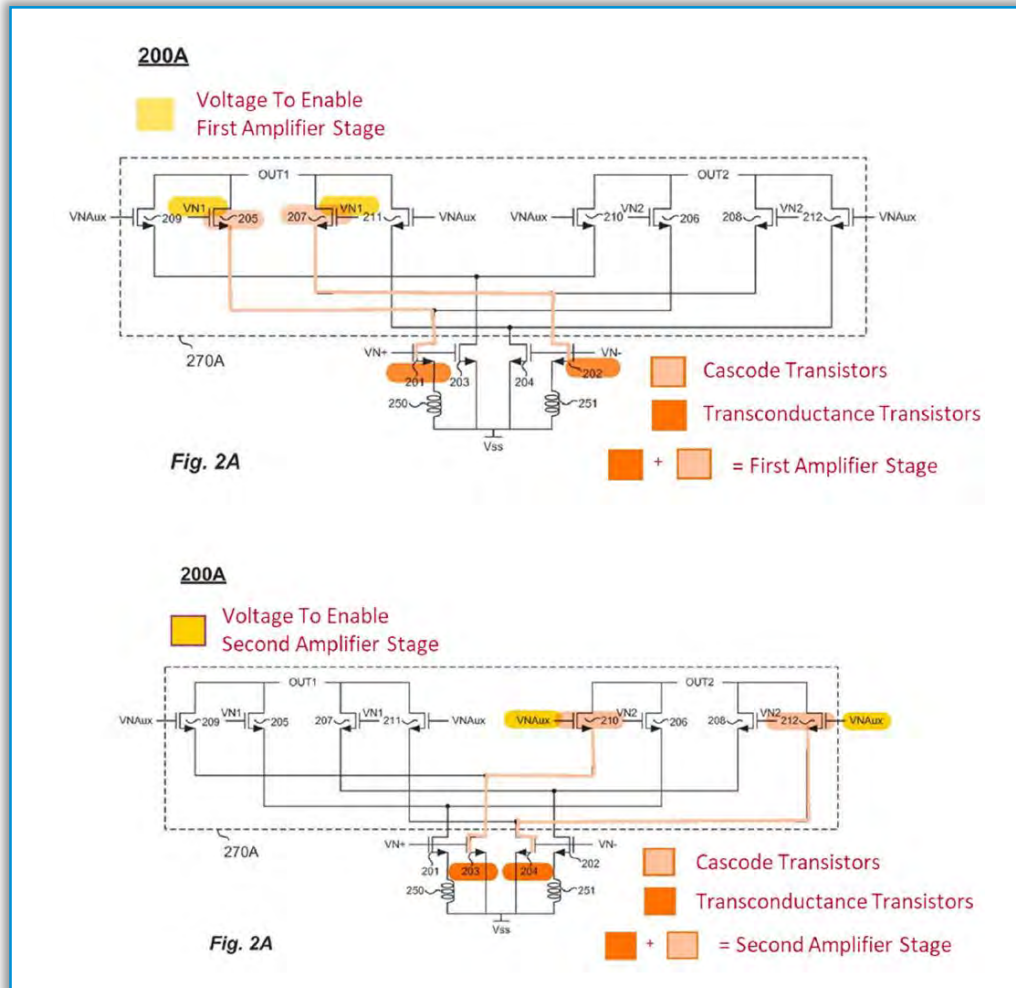 200A
Voltage To Enable
First Amplifier Stage
OUT1 OUT2
VNAux 209 VN1 205 207 VN1 211 VNAux VNAux 210 VN2 206 208 VN2 212 VNAux
270A
VN+ 201 203 204 202 VN-
250 251
Vss
Cascode Transistors
Transconductance Transistors
+ = First Amplifier Stage
Fig. 2A
200A
Voltage To Enable
Second Amplifier Stage
OUT1 OUT2
VNAux 209 VN1 205 207 VN1 211 VNAux VNAux 210 VN2 206 208 VN2 212 VNAux
270A
VN+ 201 203 204 202 VN-
250 251
Vss
Cascode Transistors
Transconductance Transistors
+ = Second Amplifier Stage
Fig. 2A